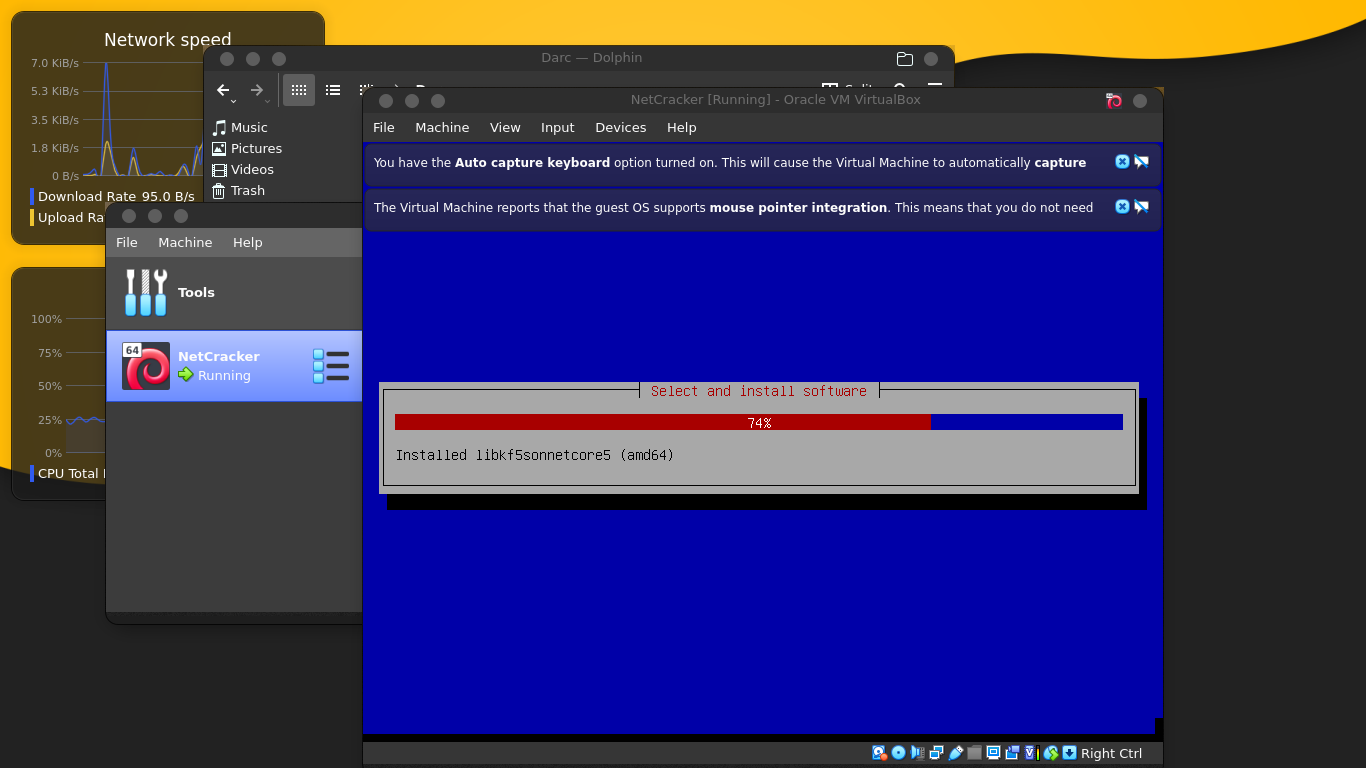 Network speed
7.0 KiB/s
5.3 KiB/s
3.5 KiB/s
1.8 KiB/s
0 B/s
Download Rate 95.0 B/s
Upload
100%
75%
50%
25%
0%
CPU Total
Darc — Dolphin
Music
Pictures
Videos
Trash
File Machine Help
Tools
64
NetCracker
Running
NetCracker [Running] - Oracle VM VirtualBox
File Machine View Input Devices Help
You have the Auto capture keyboard option turned on. This will cause the Virtual Machine to automatically capture
The Virtual Machine reports that the guest OS supports mouse pointer integration. This means that you do not need
Select and install software
74%
Installed libkf5sonnetcore5 (amd64)
Right Ctrl